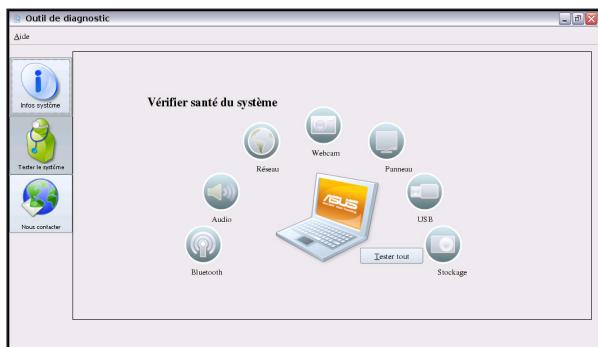 Outil de diagnostic
Aide
Infos système
Tester le système
Nous contacter
Vérifier santé du système
Webcam
Réseau
Panneau
Audio
USB
Bluetooth
Stockage
ASUS
Tester tout